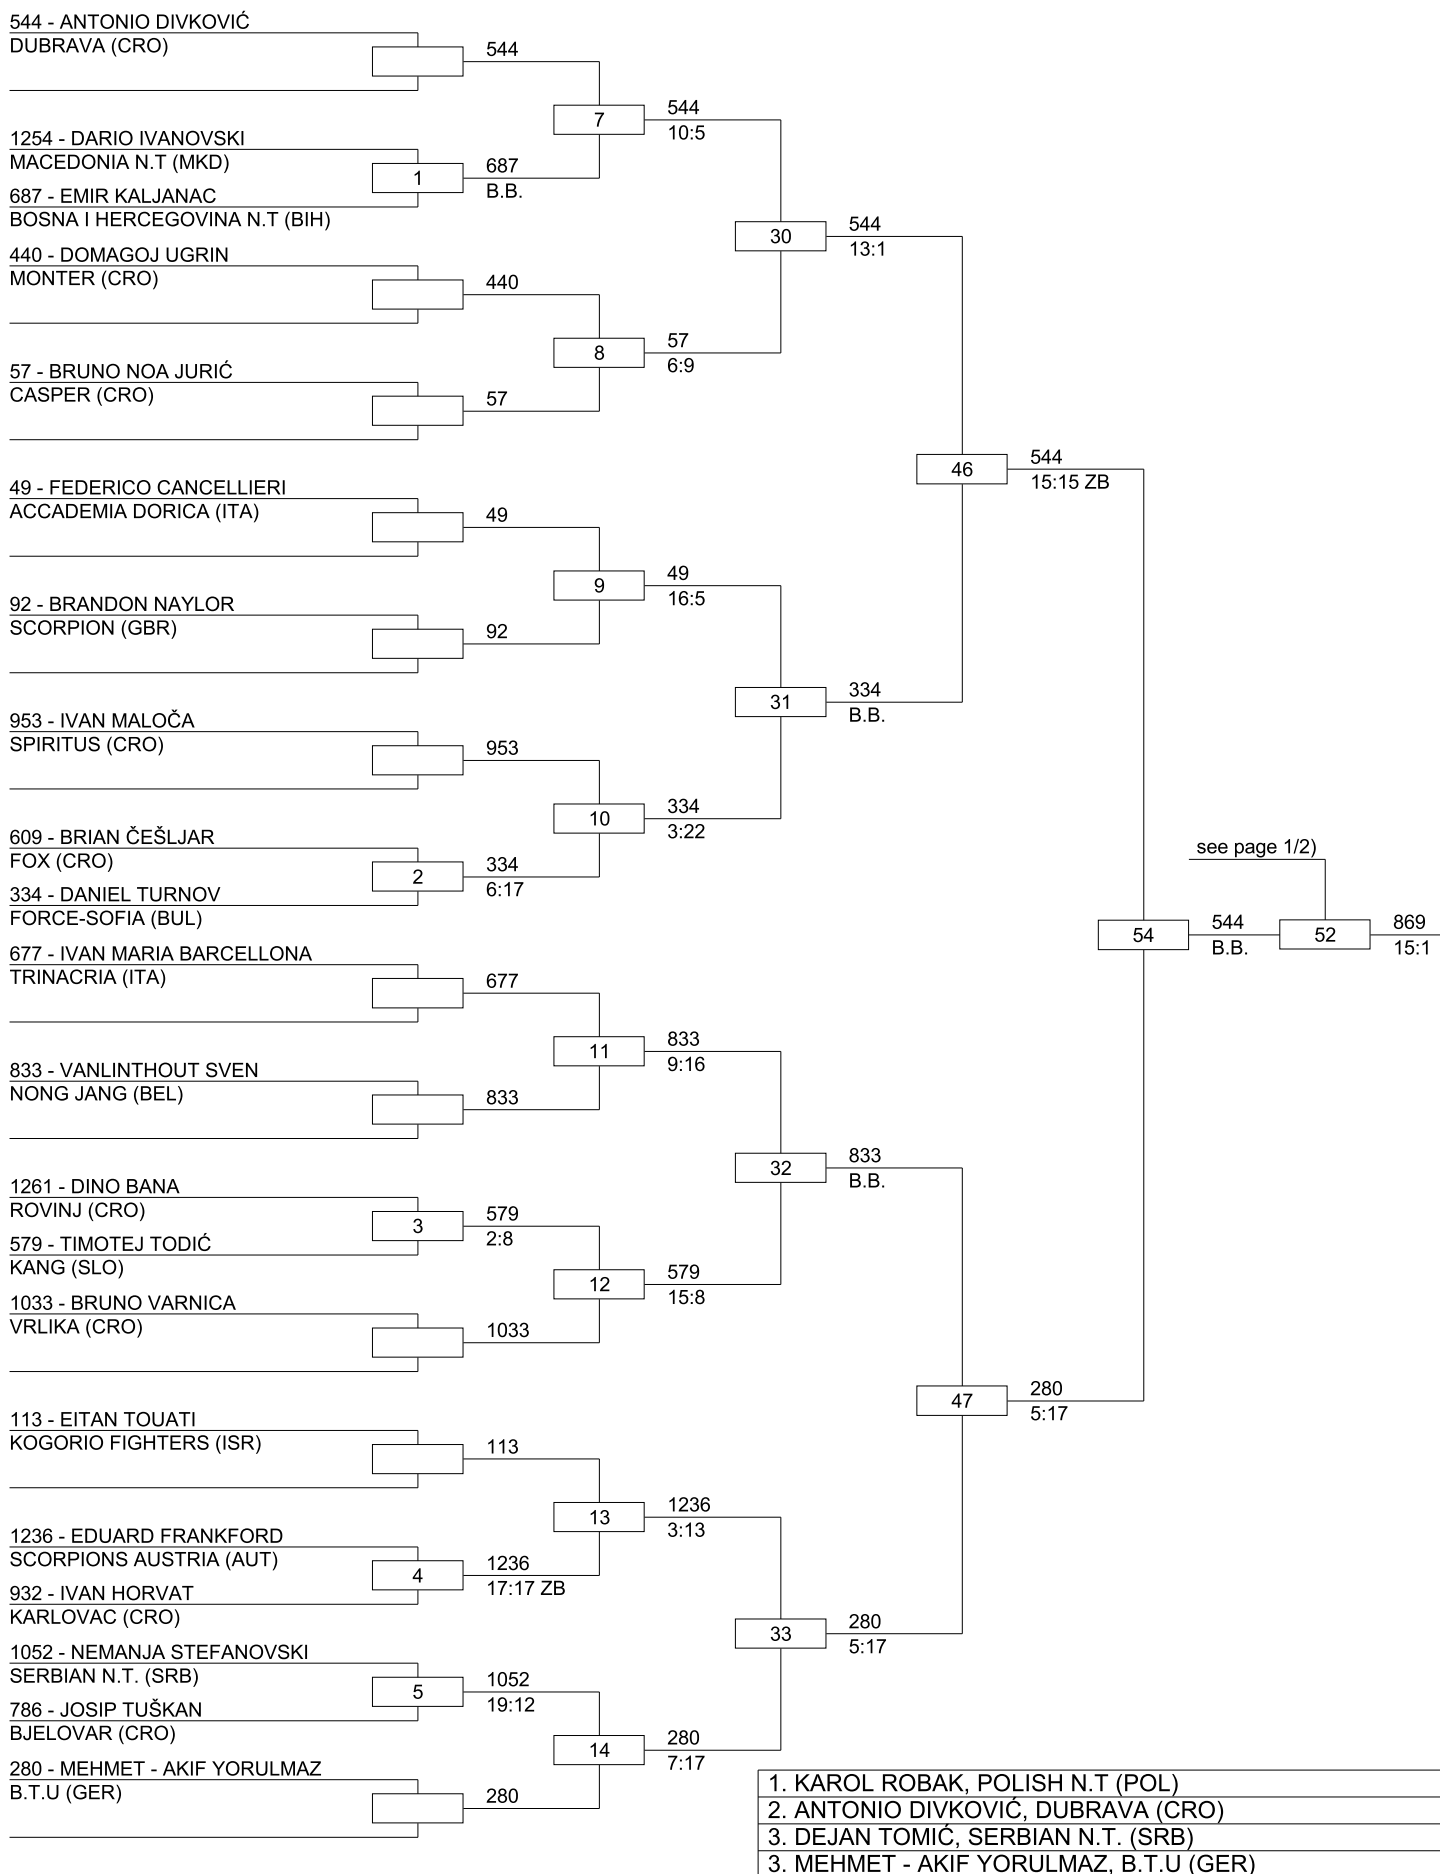 544 - ANTONIO DIVKOVIĆ
DUBRAVA (CRO)
544
1254 - DARIO IVANOVSKI
MACEDONIA N.T (MKD)
1
687
B.B.
687 - EMIR KALJANAC
BOSNA I HERCEGOVINA N.T (BIH)
7
544
10:5
440 - DOMAGOJ UGRIN
MONTER (CRO)
440
57 - BRUNO NOA JURIĆ
CASPER (CRO)
57
8
57
6:9
30
544
13:1
49 - FEDERICO CANCELLIERI
ACCADEMIA DORICA (ITA)
49
92 - BRANDON NAYLOR
SCORPION (GBR)
92
9
49
16:5
953 - IVAN MALOČA
SPIRITUS (CRO)
953
609 - BRIAN ČEŠLJAR
FOX (CRO)
2
334
6:17
334 - DANIEL TURNOV
FORCE-SOFIA (BUL)
10
334
3:22
31
334
B.B.
46
544
15:15 ZB
677 - IVAN MARIA BARCELLONA
TRINACRIA (ITA)
677
833 - VANLINTHOUT SVEN
NONG JANG (BEL)
833
11
833
9:16
1261 - DINO BANA
ROVINJ (CRO)
3
579
2:8
579 - TIMOTEJ TODIĆ
KANG (SLO)
1033 - BRUNO VARNICA
VRLIKA (CRO)
1033
12
579
15:8
32
833
B.B.
113 - EITAN TOUATI
KOGORIO FIGHTERS (ISR)
113
1236 - EDUARD FRANKFORD
SCORPIONS AUSTRIA (AUT)
4
1236
17:17 ZB
932 - IVAN HORVAT
KARLOVAC (CRO)
13
1236
3:13
1052 - NEMANJA STEFANOVSKI
SERBIAN N.T. (SRB)
5
1052
19:12
786 - JOSIP TUŠKAN
BJELOVAR (CRO)
280 - MEHMET - AKIF YORULMAZ
B.T.U (GER)
280
14
280
7:17
33
280
5:17
47
280
5:17
54
544
B.B.
see page 1/2)
52
869
15:1
1. KAROL ROBAK, POLISH N.T (POL)
2. ANTONIO DIVKOVIĆ, DUBRAVA (CRO)
3. DEJAN TOMIĆ, SERBIAN N.T. (SRB)
3. MEHMET - AKIF YORULMAZ, B.T.U (GER)